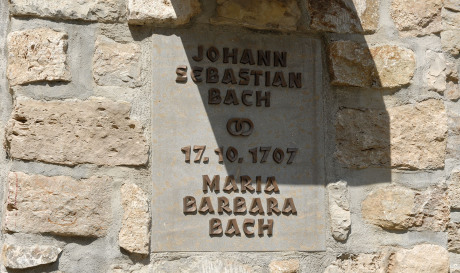 JOHANN
SEBASTIAN
BACH
17. 10. 1707
MARIA
BARBARA
BACH